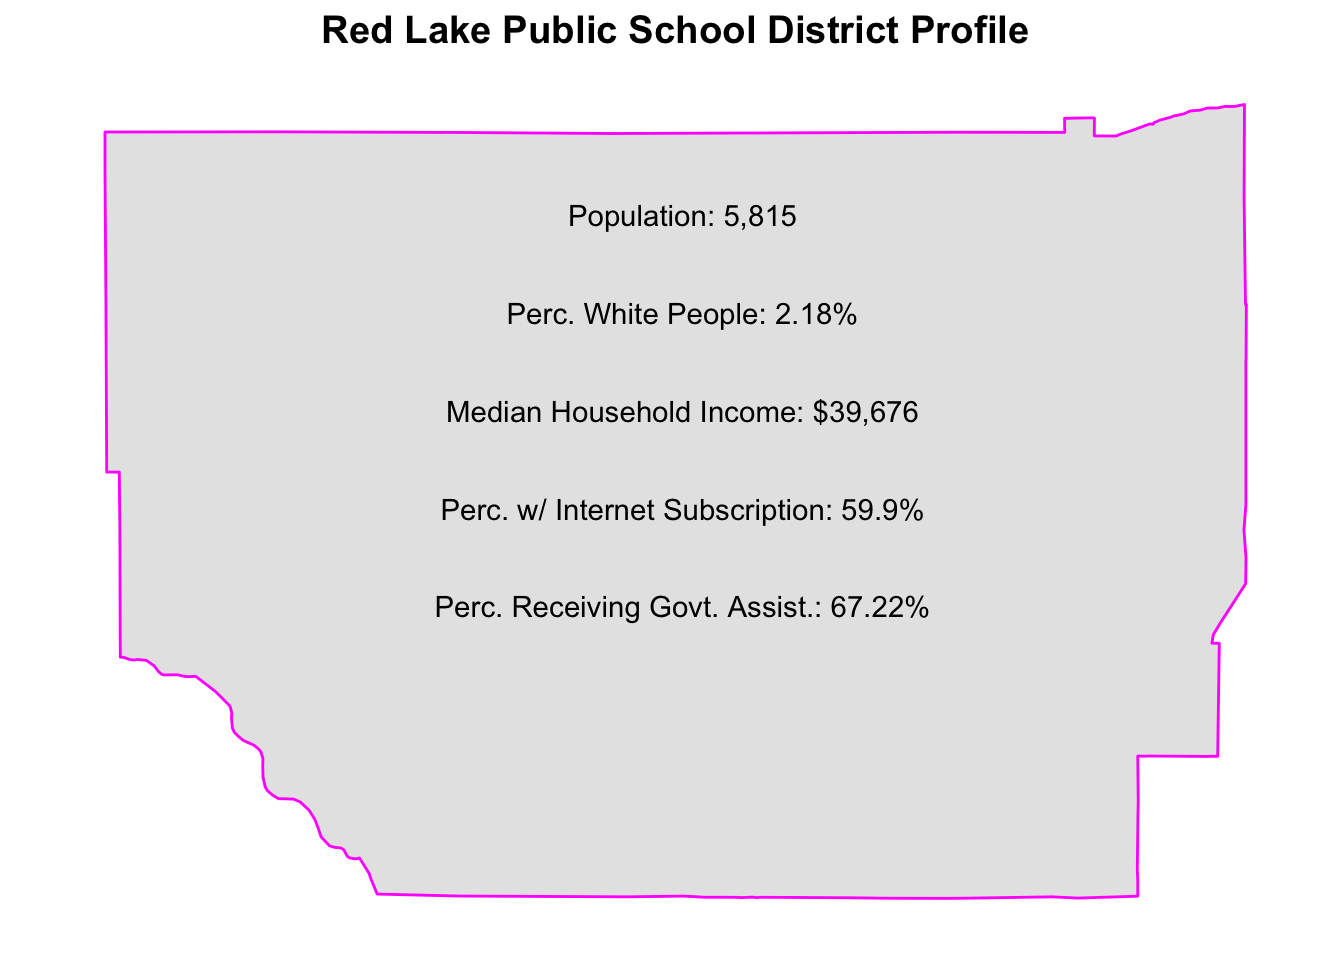 Red Lake Public School District Profile
Population: 5,815
Perc. White People: 2.18%
Median Household Income: $39,676
Perc. w/ Internet Subscription: 59.9%
Perc. Receiving Govt. Assist.: 67.22%